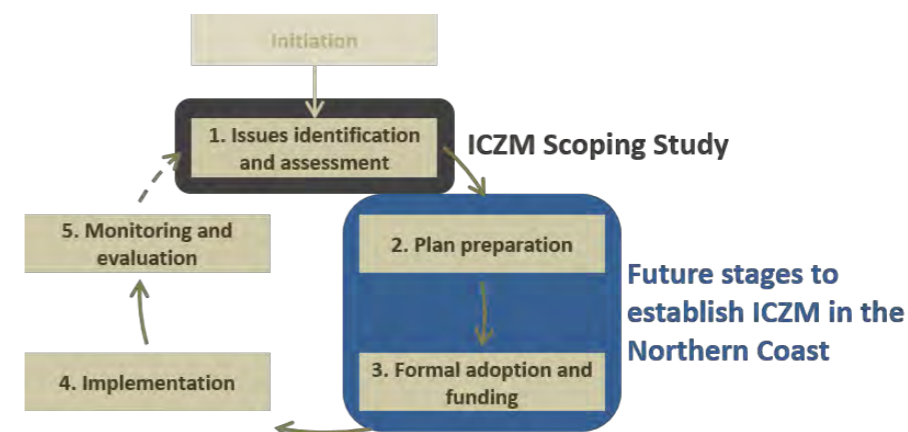 Initiation
1. Issues identification
and assessment
ICZM Scoping Study
5. Monitoring and
evaluation
2. Plan preparation
Future stages to
establish ICZM in the
Northern Coast
4. Implementation
3. Formal adoption and
funding